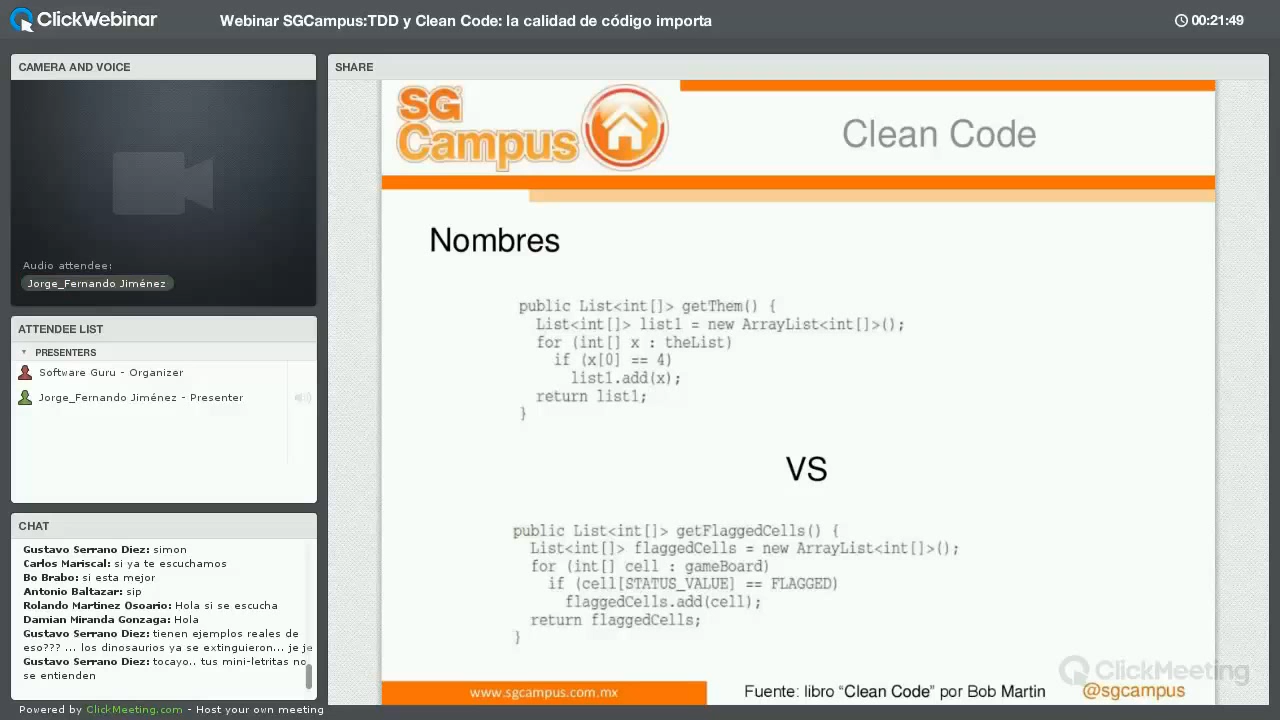 ClickWebinar
Webinar SGCampus:TDD y Clean Code: la calidad de código importa
00:21:49
CAMERA AND VOICE
Audio attendee:
Jorge_Fernando Jiménez
ATTENDEE LIST
PRESENTERS
Software Guru - Organizer
Jorge_Fernando Jiménez - Presenter
CHAT
Gustavo Serrano Diez: simon
Carlos Mariscal: si ya te escuchamos
Bo Brabo: si esta mejor
Antonio Baltazar: sip
Rolando Martinez Osoario: Hola si se escucha
Damian Miranda Gonzaga: Hola
Gustavo Serrano Diez: tienen ejemplos reales de
eso??? ... los dinosaurios ya se extinguieron... je je
Gustavo Serrano Diez: tocayo.. tus mini-letritas no
se entienden
SHARE
SG
Campus
Clean Code
Nombres
public List<int[]> getThem() {
List<int[]> list1 = new ArrayList<int[]>();
for (int[] x : theList)
if (x[0] == 4)
list1.add(x);
return list1;
}
VS
public List<int[]> getFlaggedCells() {
List<int[]> flaggedCells = new ArrayList<int[]>();
for (int[] cell : gameBoard)
if (cell[STATUS_VALUE] == FLAGGED)
flaggedCells.add(cell);
return flaggedCells;
}
www.sgcampus.com.mx
Fuente: libro “Clean Code” por Bob Martin
@sgcampus
ClickMeeting
Powered by ClickMeeting.com - Host your own meeting